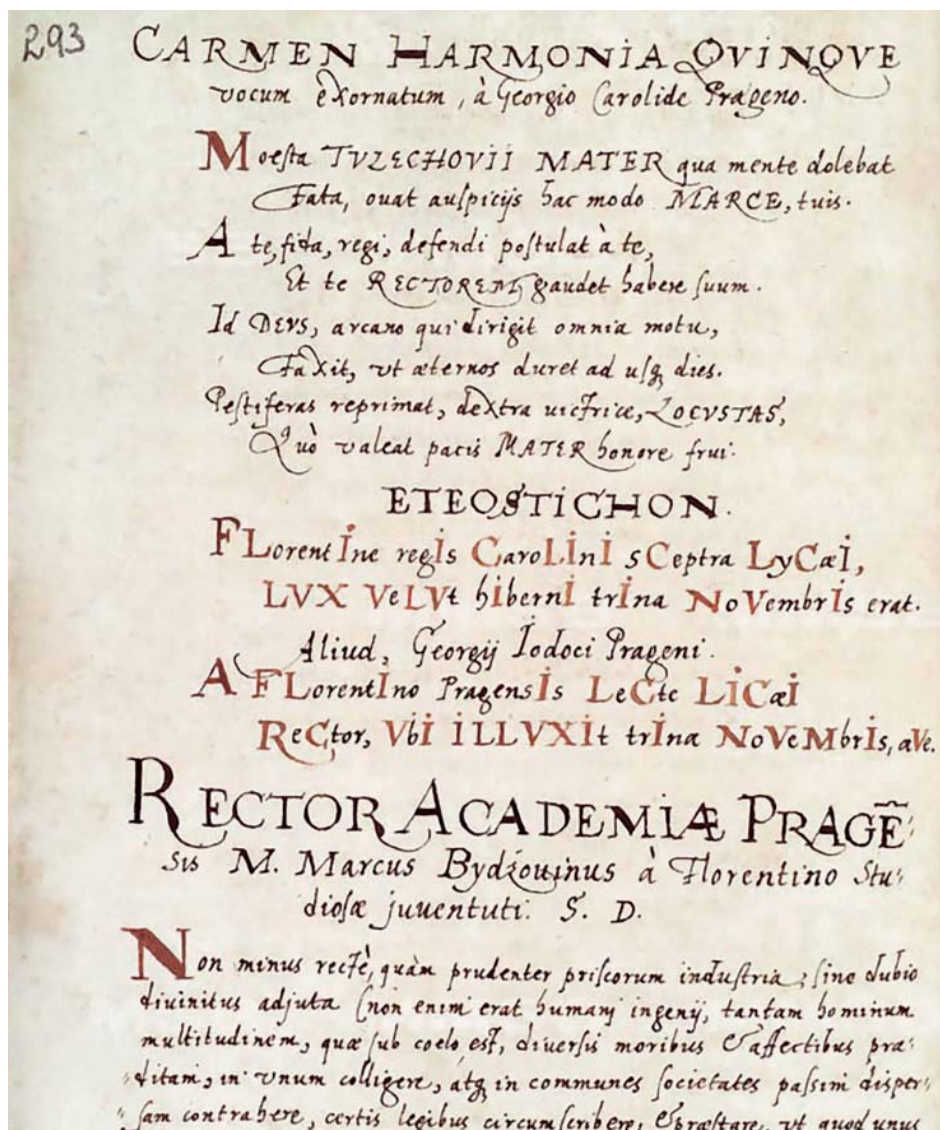 293
CARMEN HARMONIA QVINQVE
vocum exornatum, à Georgio Carolide Prageno.
Moesta TVZECHOVII MATER qua mente dolebat
Fata, ouat auspicijs hac modo MARCE, tuis.
A te, fida, regi, defendi postulat à te,
Et te RECTOREM gaudet habere suum.
Id DEVS, arcano qui dirigit omnia motu,
Faxit, vt æternos duret ad usq dies.
Pestiferas reprimat, dextra uictrice, LOCVSTAS,
Quò valeat pacis MATER honore frui.
ETEOSTICHON.
FLorentIne regIs CaroLInI sCeptra LyCæI,
LVX VeLVt hIbernI trIna NoVembrIs erat.
Aliud, Georgij Iodoci Prageni.
A FLorentIno PragensIs LeCte LICæI
ReCtor, VbI ILLVXIt trIna NoVeMbrIs, aVe.
RECTOR ACADEMIÆ PRAGẼ
sis M. Marcus Bydżouinus à Florentino Stu
diosæ juuentuti. S. D.
Non minus rectè, quàm prudenter priscorum industria, sine dubio
diuinitus adjuta (non enim erat humanj ingenij, tantam hominum
multitudinem, quæ sub coelo est, diuersis moribus & affectibus præ
ditam, in vnum colligere, atq in communes societates passim disper
sam contrahere, certis legibus circumscribere, & præstare, vt quod unus